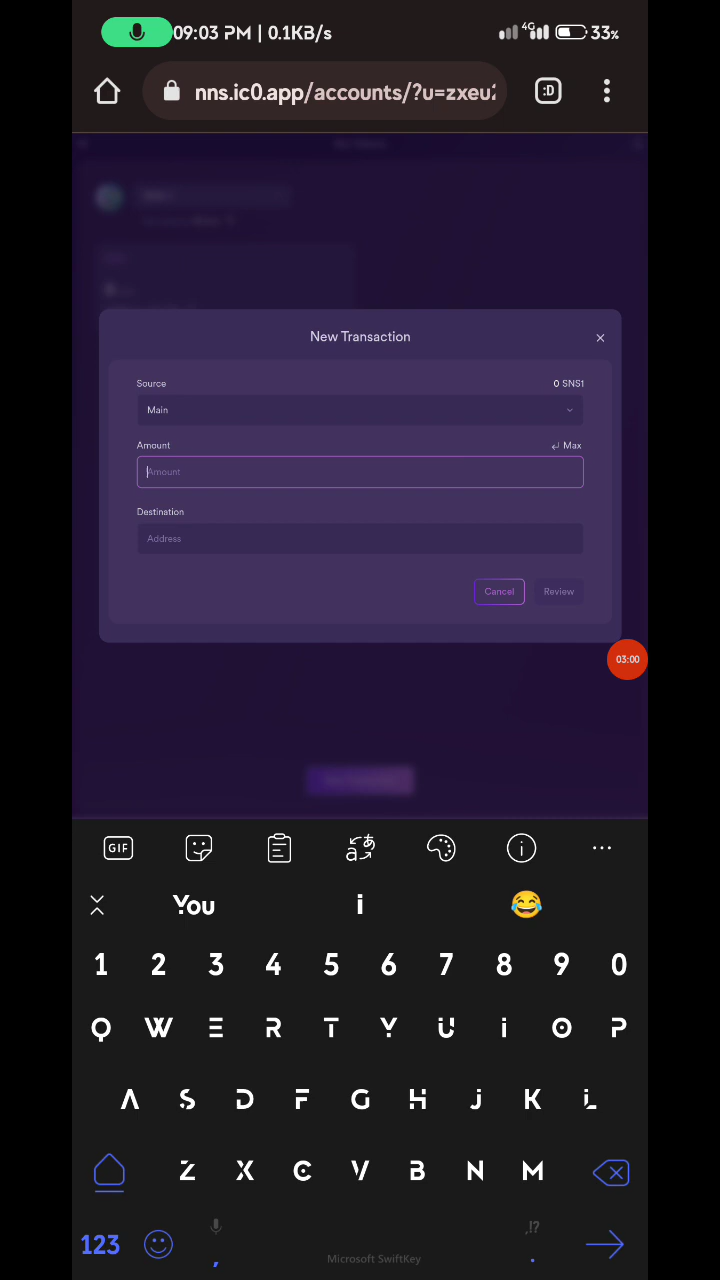 09:03 PM | 0.1KB/s 4G 33%
nns.ic0.app/accounts/?u=zxeu
:D
New Transaction ×
Source 0 SNS1
Main
Amount Max
Amount
Destination
Address
Cancel Review
03:00
GIF
You i 😂
1 2 3 4 5 6 7 8 9 0
Q W E R T Y U i O P
A S D F G H j K L
Z X C V B N M
,!?
123 , Microsoft SwiftKey .